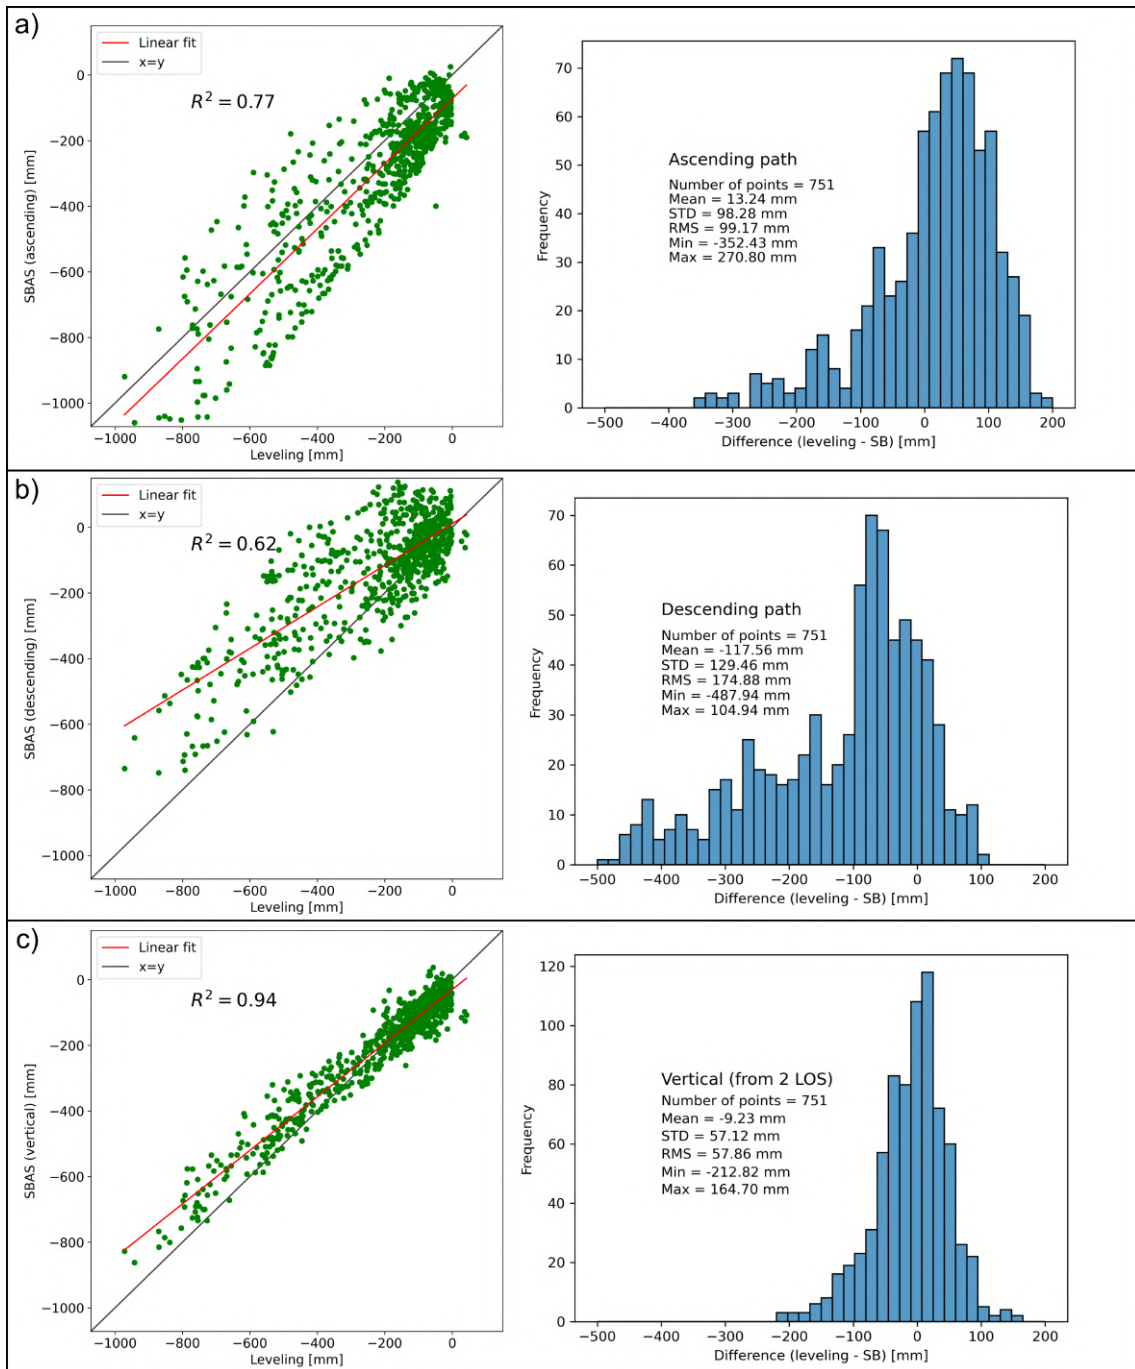 a)
Linear fit
x=y
R² = 0.77
0
−200
−400
−600
−800
−1000
SBAS (ascending) [mm]
−1000 −800 −600 −400 −200 0
Leveling [mm]
70
60
50
40
30
20
10
0
Frequency
Ascending path
Number of points = 751
Mean = 13.24 mm
STD = 98.28 mm
RMS = 99.17 mm
Min = -352.43 mm
Max = 270.80 mm
−500 −400 −300 −200 −100 0 100 200
Difference (leveling - SB) [mm]
b)
Linear fit
x=y
R² = 0.62
0
−200
−400
−600
−800
−1000
SBAS (descending) [mm]
−1000 −800 −600 −400 −200 0
Leveling [mm]
70
60
50
40
30
20
10
0
Frequency
Descending path
Number of points = 751
Mean = -117.56 mm
STD = 129.46 mm
RMS = 174.88 mm
Min = -487.94 mm
Max = 104.94 mm
−500 −400 −300 −200 −100 0 100 200
Difference (leveling - SB) [mm]
c)
Linear fit
x=y
R² = 0.94
0
−200
−400
−600
−800
−1000
SBAS (vertical) [mm]
−1000 −800 −600 −400 −200 0
Leveling [mm]
120
100
80
60
40
20
0
Frequency
Vertical (from 2 LOS)
Number of points = 751
Mean = -9.23 mm
STD = 57.12 mm
RMS = 57.86 mm
Min = -212.82 mm
Max = 164.70 mm
−500 −400 −300 −200 −100 0 100 200
Difference (leveling - SB) [mm]